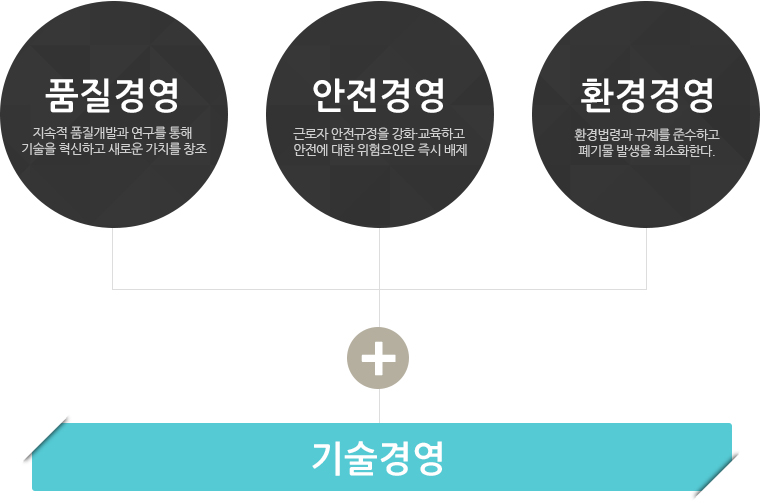 품질경영
지속적 품질개발과 연구를 통해
기술을 혁신하고 새로운 가치를 창조
안전경영
근로자 안전규정을 강화·교육하고
안전에 대한 위험요인은 즉시 배제
환경경영
환경법령과 규제를 준수하고
폐기물 발생을 최소화한다.
기술경영